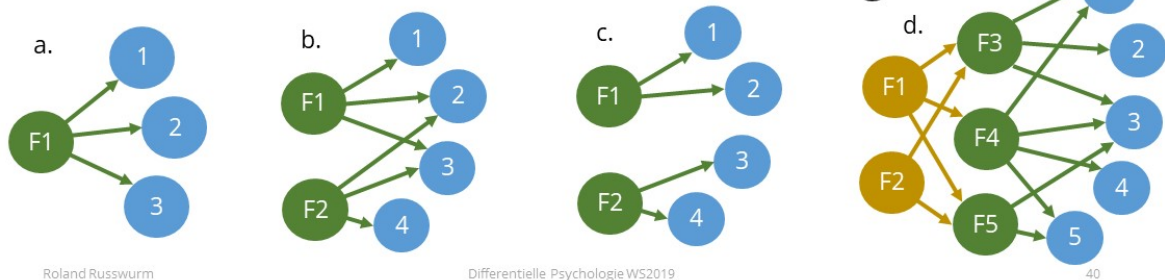 a.
F1
1
2
3
b.
F1
F2
1
2
3
4
c.
F1
F2
1
2
3
4
d.
F1
F2
F3
F4
F5
2
3
4
5
Roland Russwurm
Differentielle Psychologie WS2019
40